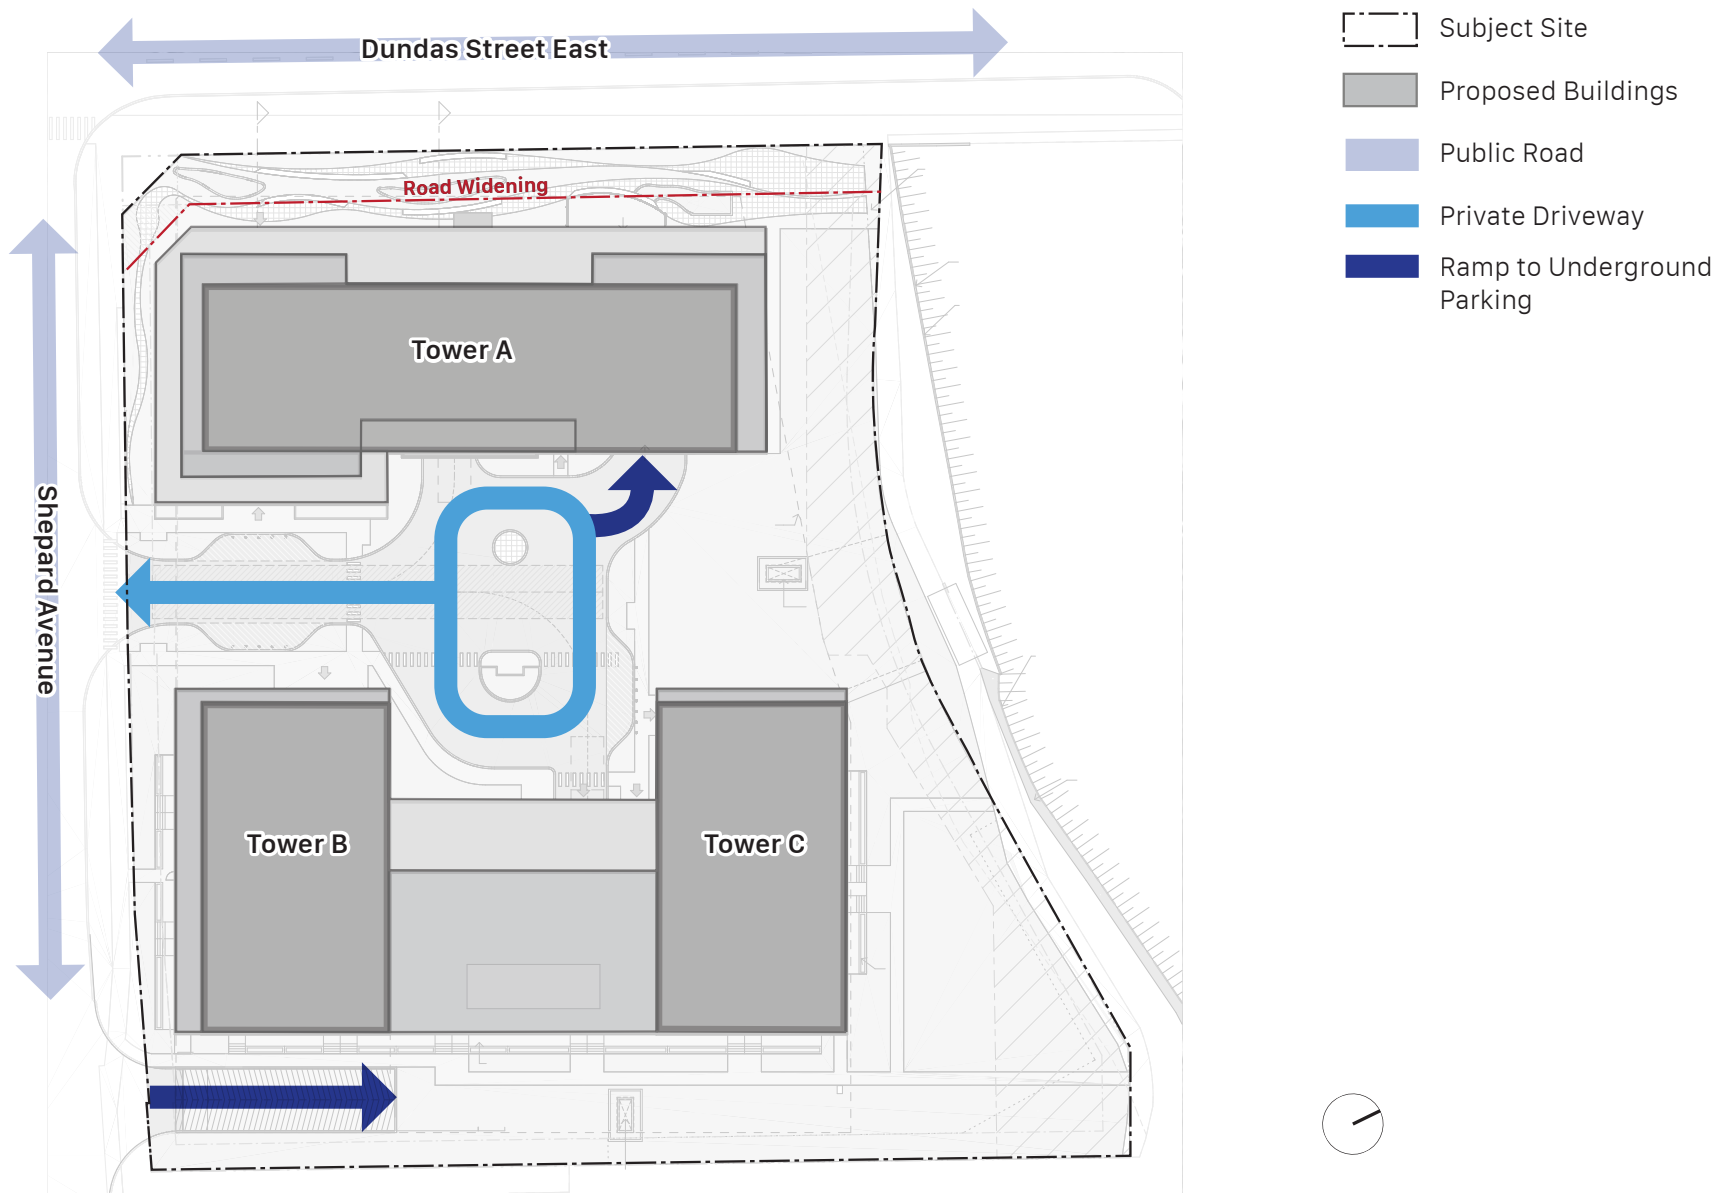 Dundas Street East
Subject Site
Proposed Buildings
Public Road
Private Driveway
Ramp to Underground
Parking
Road Widening
Tower A
Shepard Avenue
Tower B
Tower C